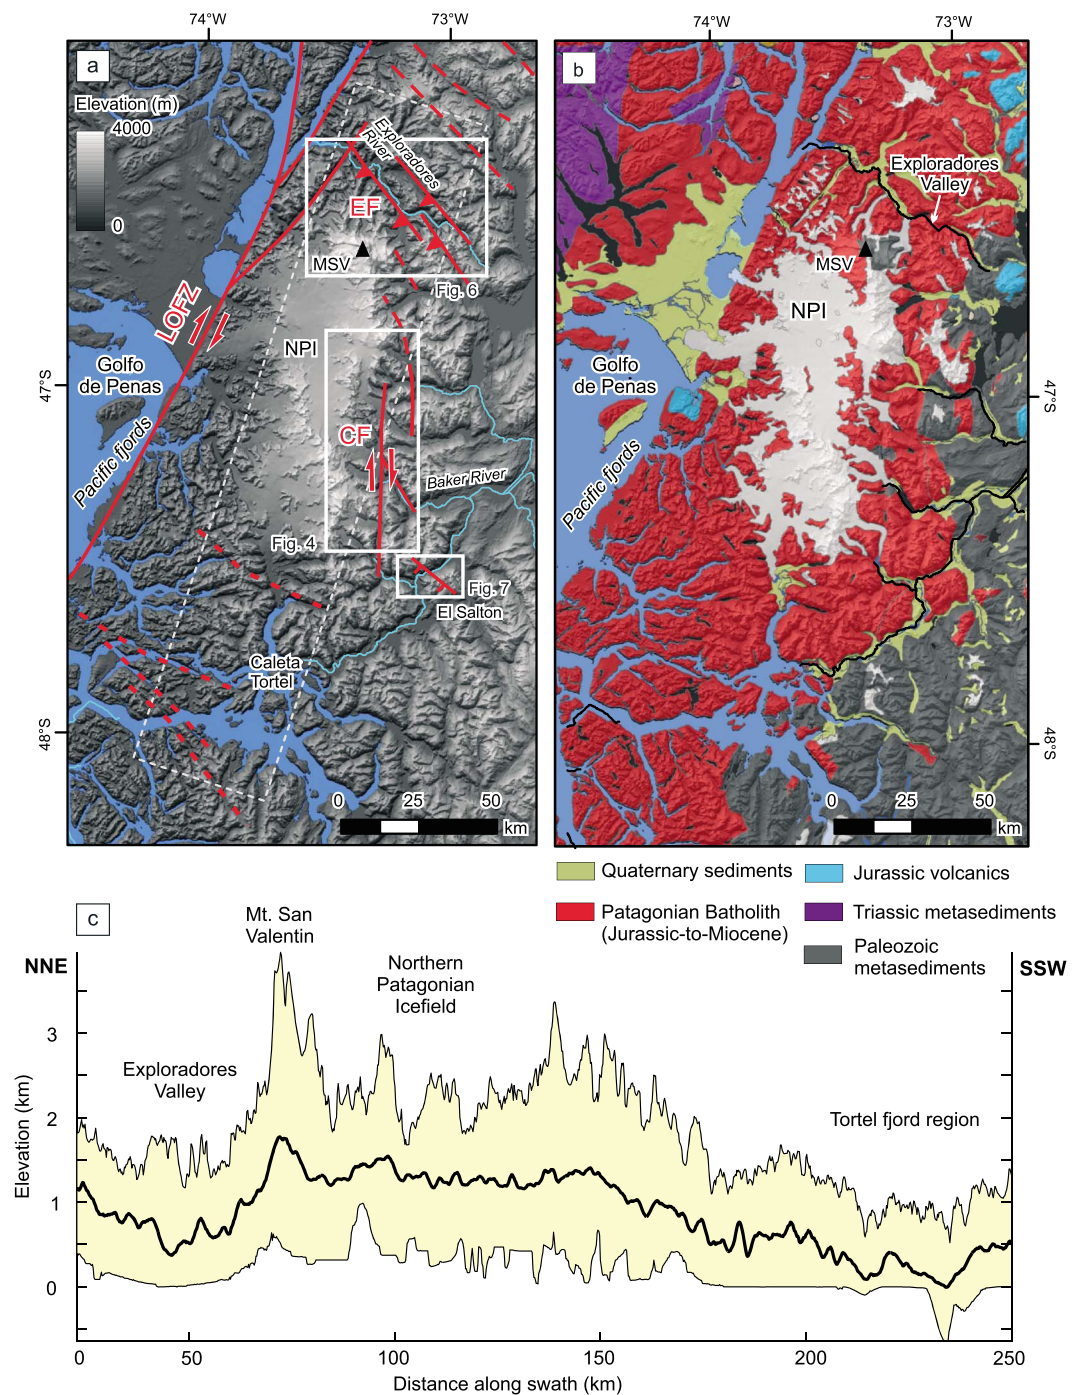 74°W
73°W
74°W
73°W
a
Elevation (m)
4000
0
Exploradores
River
EF
MSV
Fig. 6
LOFZ
NPI
Golfo
de Penas
47°S
CF
Pacific fjords
Baker River
Fig. 4
Fig. 7
El Salton
Caleta
Tortel
48°S
0
25
50
km
b
Exploradores
Valley
MSV
NPI
Golfo
de Penas
47°S
Pacific fjords
48°S
0
25
50
km
Quaternary sediments
Jurassic volcanics
Patagonian Batholith
(Jurassic-to-Miocene)
Triassic metasediments
Paleozoic
metasediments
c
Mt. San
Valentin
NNE
SSW
Northern
Patagonian
Icefield
Exploradores
Valley
Tortel fjord region
Elevation (km)
3
2
1
0
0
50
100
150
200
250
Distance along swath (km)